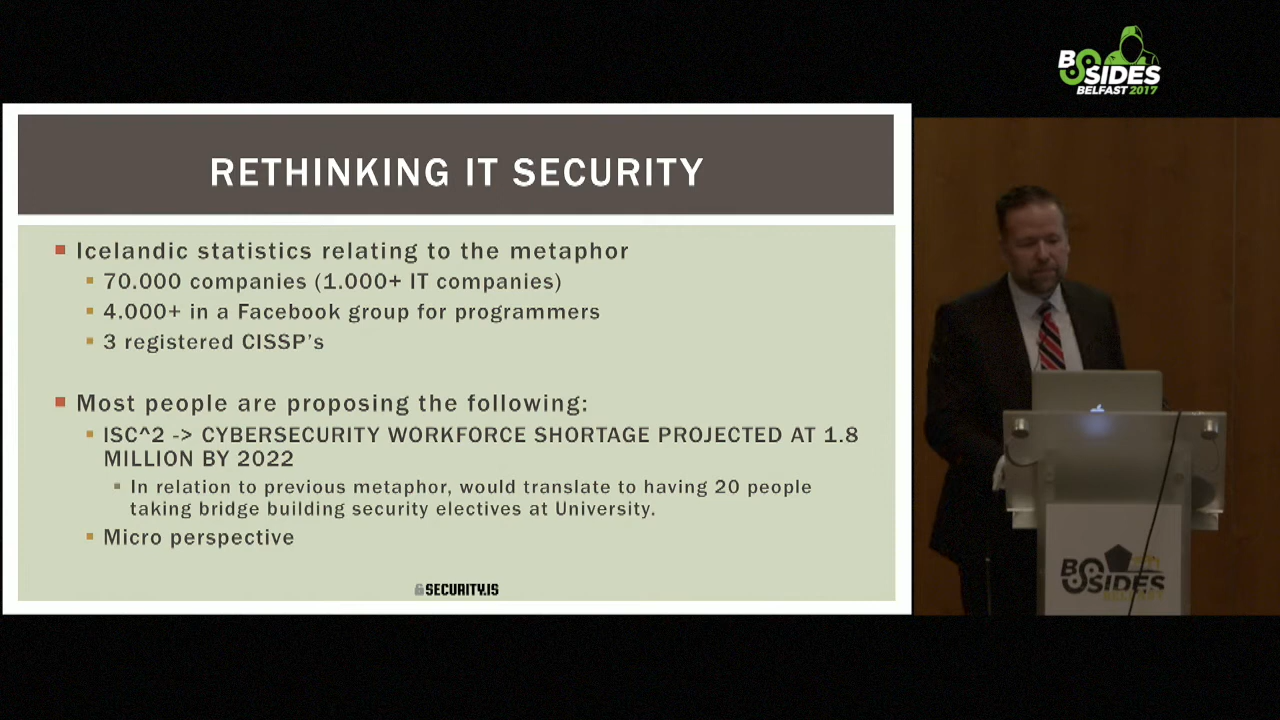 BSIDES
BELFAST 2017
RETHINKING IT SECURITY
Icelandic statistics relating to the metaphor
70.000 companies (1.000+ IT companies)
4.000+ in a Facebook group for programmers
3 registered CISSP's
Most people are proposing the following:
ISC^2 -> CYBERSECURITY WORKFORCE SHORTAGE PROJECTED AT 1.8
MILLION BY 2022
In relation to previous metaphor, would translate to having 20 people
taking bridge building security electives at University.
Micro perspective
SECURITY.IS
BSIDES
BELFAST